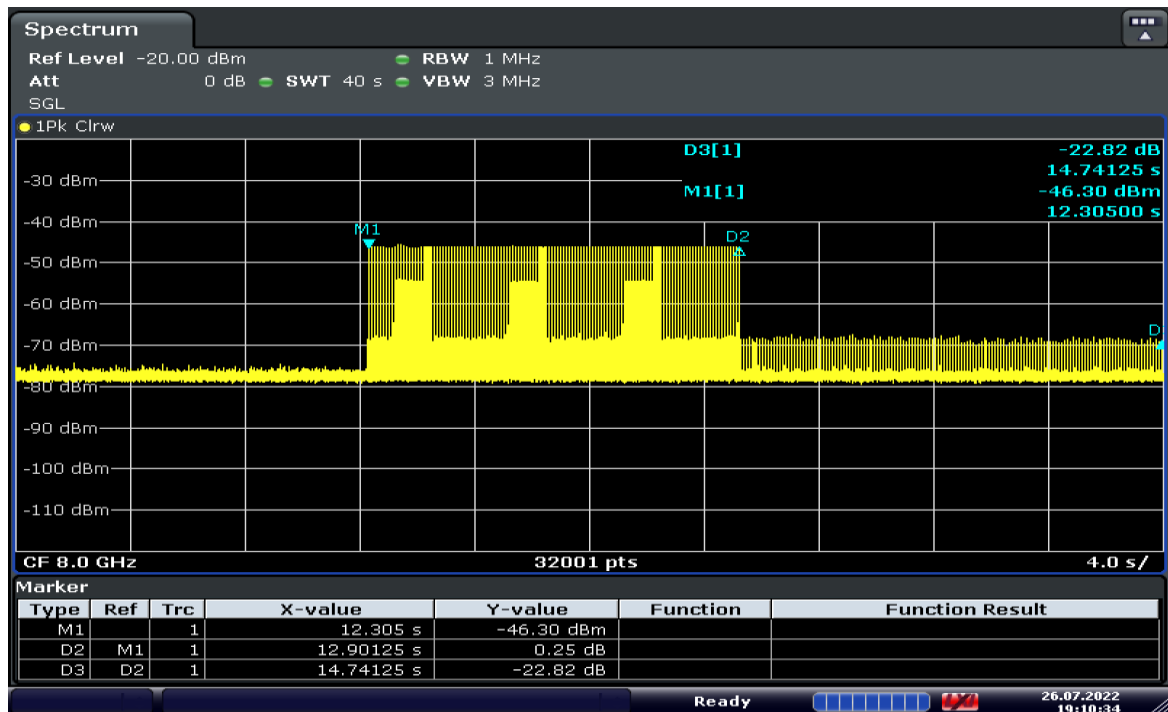 Spectrum
Ref Level -20.00 dBm RBW 1 MHz
Att 0 dB SWT 40 s VBW 3 MHz
SGL
1Pk Clrw
D3[1] -22.82 dB
14.74125 s
-30 dBm
M1[1] -46.30 dBm
12.30500 s
-40 dBm
M1
D2
-50 dBm
-60 dBm
D
-70 dBm
-80 dBm
-90 dBm
-100 dBm
-110 dBm
CF 8.0 GHz 32001 pts 4.0 s/
Marker
Type Ref Trc X-value Y-value Function Function Result
M1 1 12.305 s -46.30 dBm
D2 M1 1 12.90125 s 0.25 dB
D3 D2 1 14.74125 s -22.82 dB
Ready 26.07.2022
19:10:34